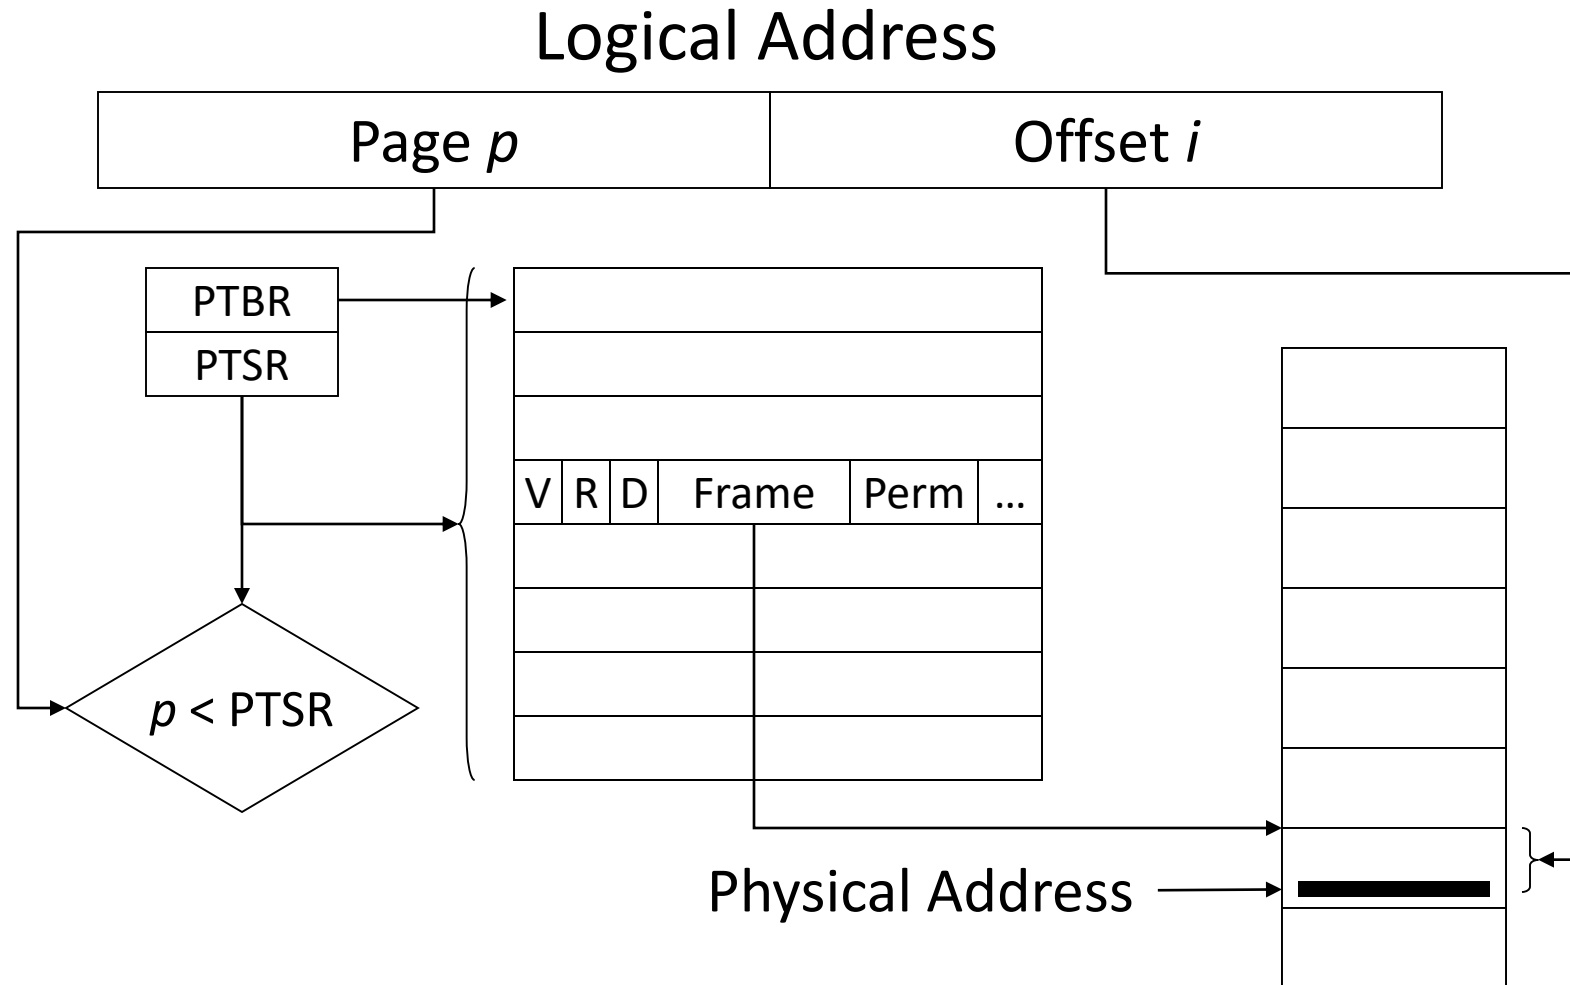 Logical Address
Page p
Offset i
PTBR
PTSR
V R D Frame Perm ...
p < PTSR
Physical Address